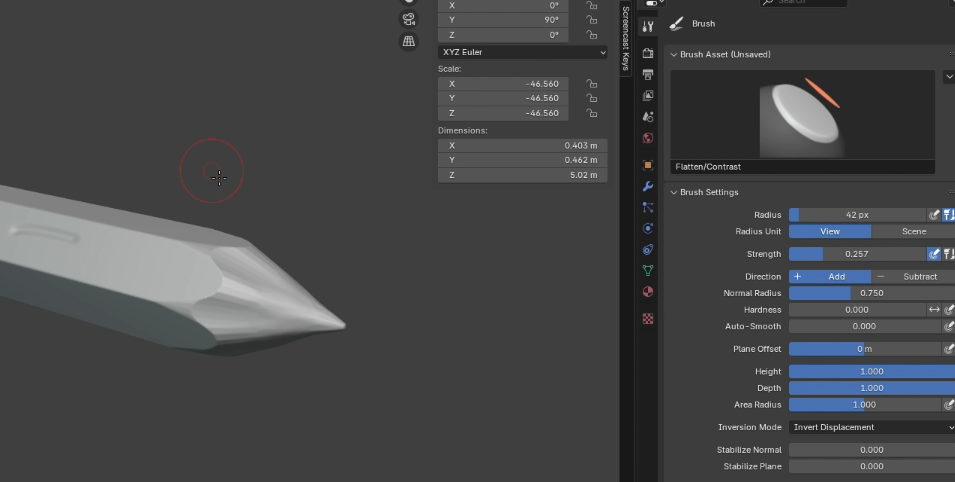 X 0°
Y 90°
Z 0°
XYZ Euler
Scale:
X -46.560
Y -46.560
Z -46.560
Dimensions:
X 0.403 m
Y 0.462 m
Z 5.02 m
Screencast Keys
Search
Brush
Brush Asset (Unsaved)
Flatten/Contrast
Brush Settings
Radius 42 px
Radius Unit View Scene
Strength 0.257
Direction + Add − Subtract
Normal Radius 0.750
Hardness 0.000
Auto-Smooth 0.000
Plane Offset 0 m
Height 1.000
Depth 1.000
Area Radius 1.000
Inversion Mode Invert Displacement
Stabilize Normal 0.000
Stabilize Plane 0.000